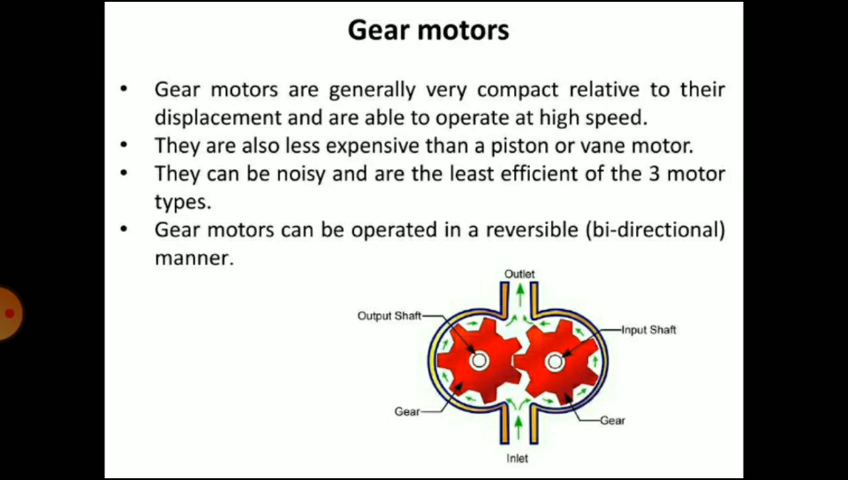 Gear motors
• Gear motors are generally very compact relative to their
displacement and are able to operate at high speed.
• They are also less expensive than a piston or vane motor.
• They can be noisy and are the least efficient of the 3 motor
types.
• Gear motors can be operated in a reversible (bi-directional)
manner.
Outlet
Output Shaft
Input Shaft
Gear
Gear
Inlet